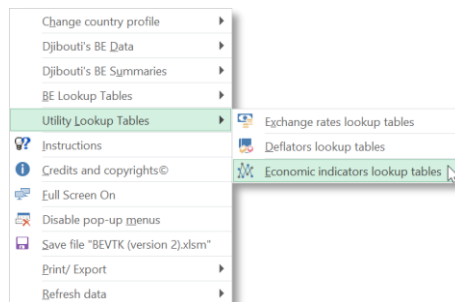 Change country profile
Djibouti's BE Data
Djibouti's BE Summaries
BE Lookup Tables
Utility Lookup Tables
Exchange rates lookup tables
Instructions
Deflators lookup tables
Credits and copyrights©
Economic indicators lookup tables
Full Screen On
Disable pop-up menus
Save file "BEVTK (version 2).xlsm"
Print/ Export
Refresh data